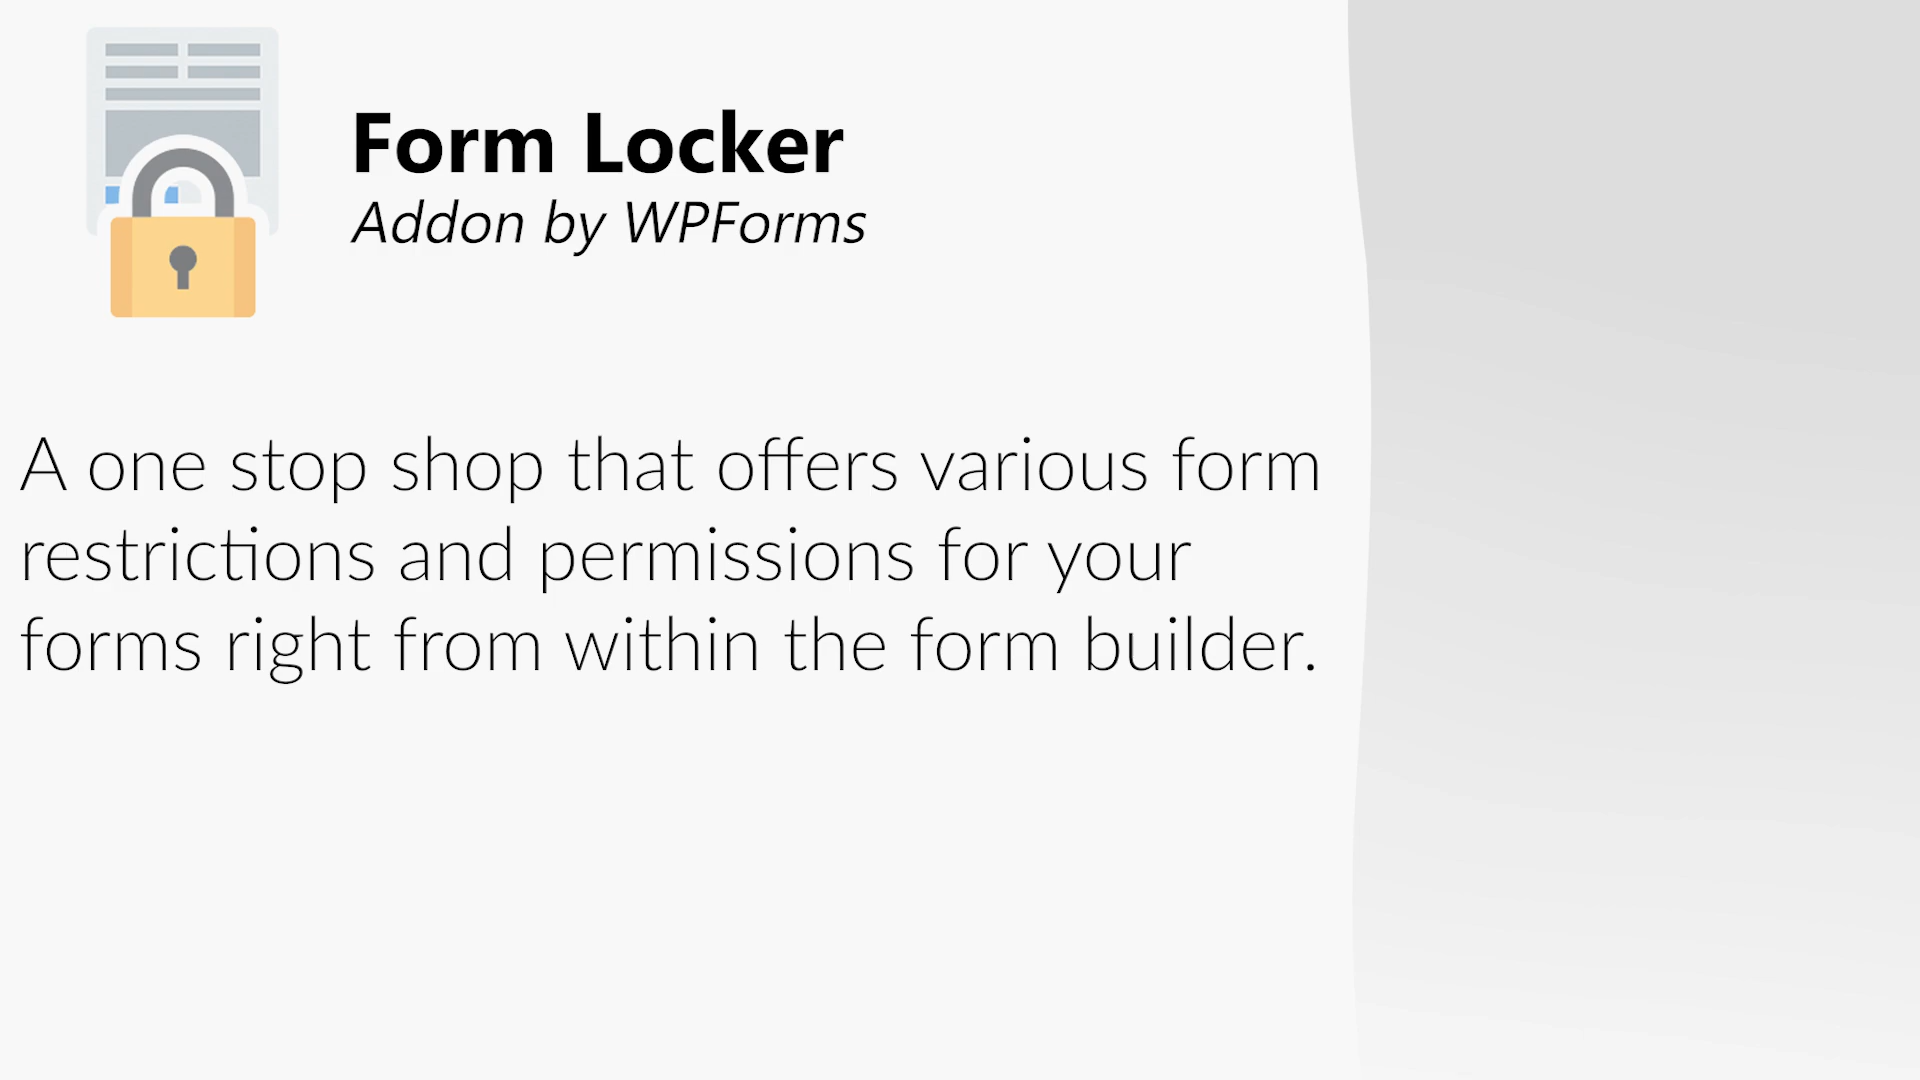 Form Locker
Addon by WPForms
A one stop shop that offers various form
restrictions and permissions for your
forms right from within the form builder.